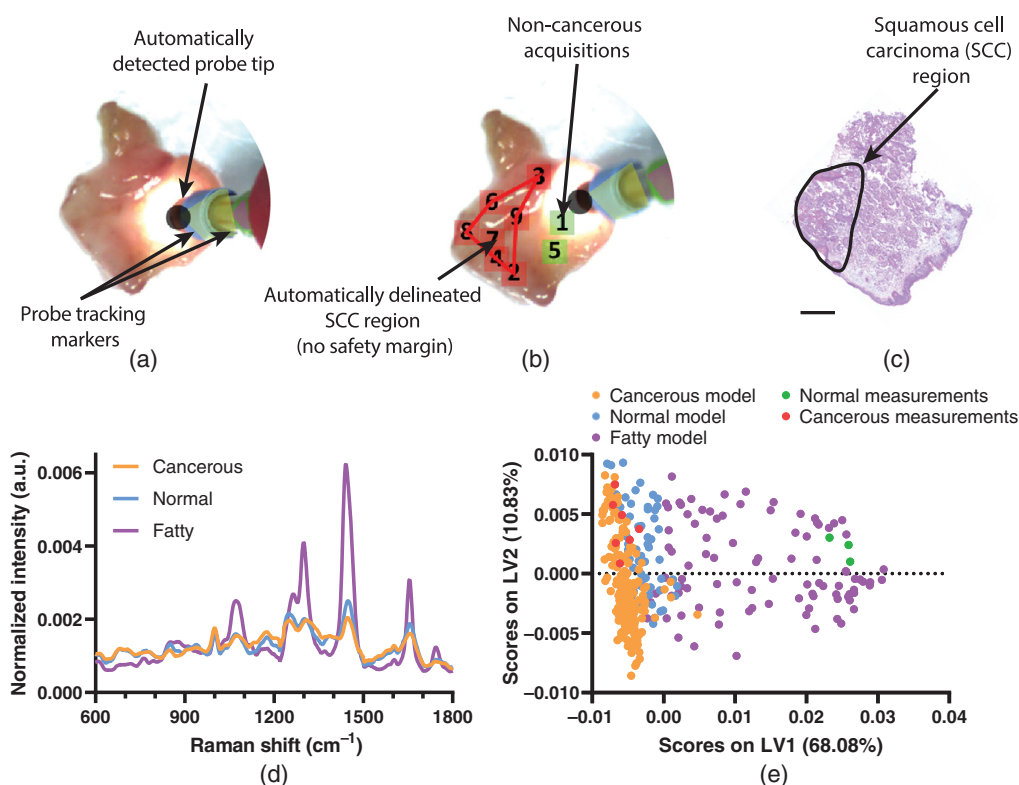 Automatically
detected probe tip
Probe tracking
markers
(a)
Non-cancerous
acquisitions
3
6
9
1
8
7
5
4
2
Automatically delineated
SCC region
(no safety margin)
(b)
Squamous cell
carcinoma (SCC)
region
(c)
Normalized intensity (a.u.)
0.006
0.004
0.002
0.000
Cancerous
Normal
Fatty
600 900 1200 1500 1800
Raman shift (cm⁻¹)
(d)
Cancerous model
Normal model
Fatty model
Normal measurements
Cancerous measurements
Scores on LV2 (10.83%)
0.010
0.005
0.000
−0.005
−0.010
−0.01 0.00 0.01 0.02 0.03 0.04
Scores on LV1 (68.08%)
(e)